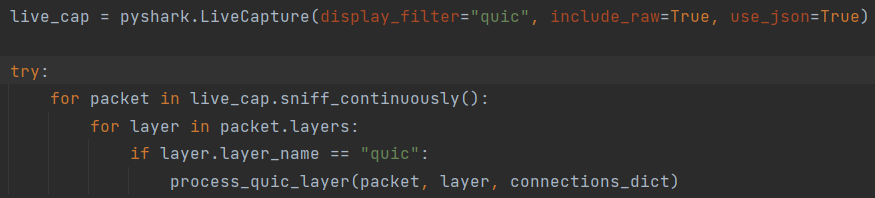 live_cap = pyshark.LiveCapture(display_filter="quic", include_raw=True, use_json=True)
try:
for packet in live_cap.sniff_continuously():
for layer in packet.layers:
if layer.layer_name == "quic":
process_quic_layer(packet, layer, connections_dict)